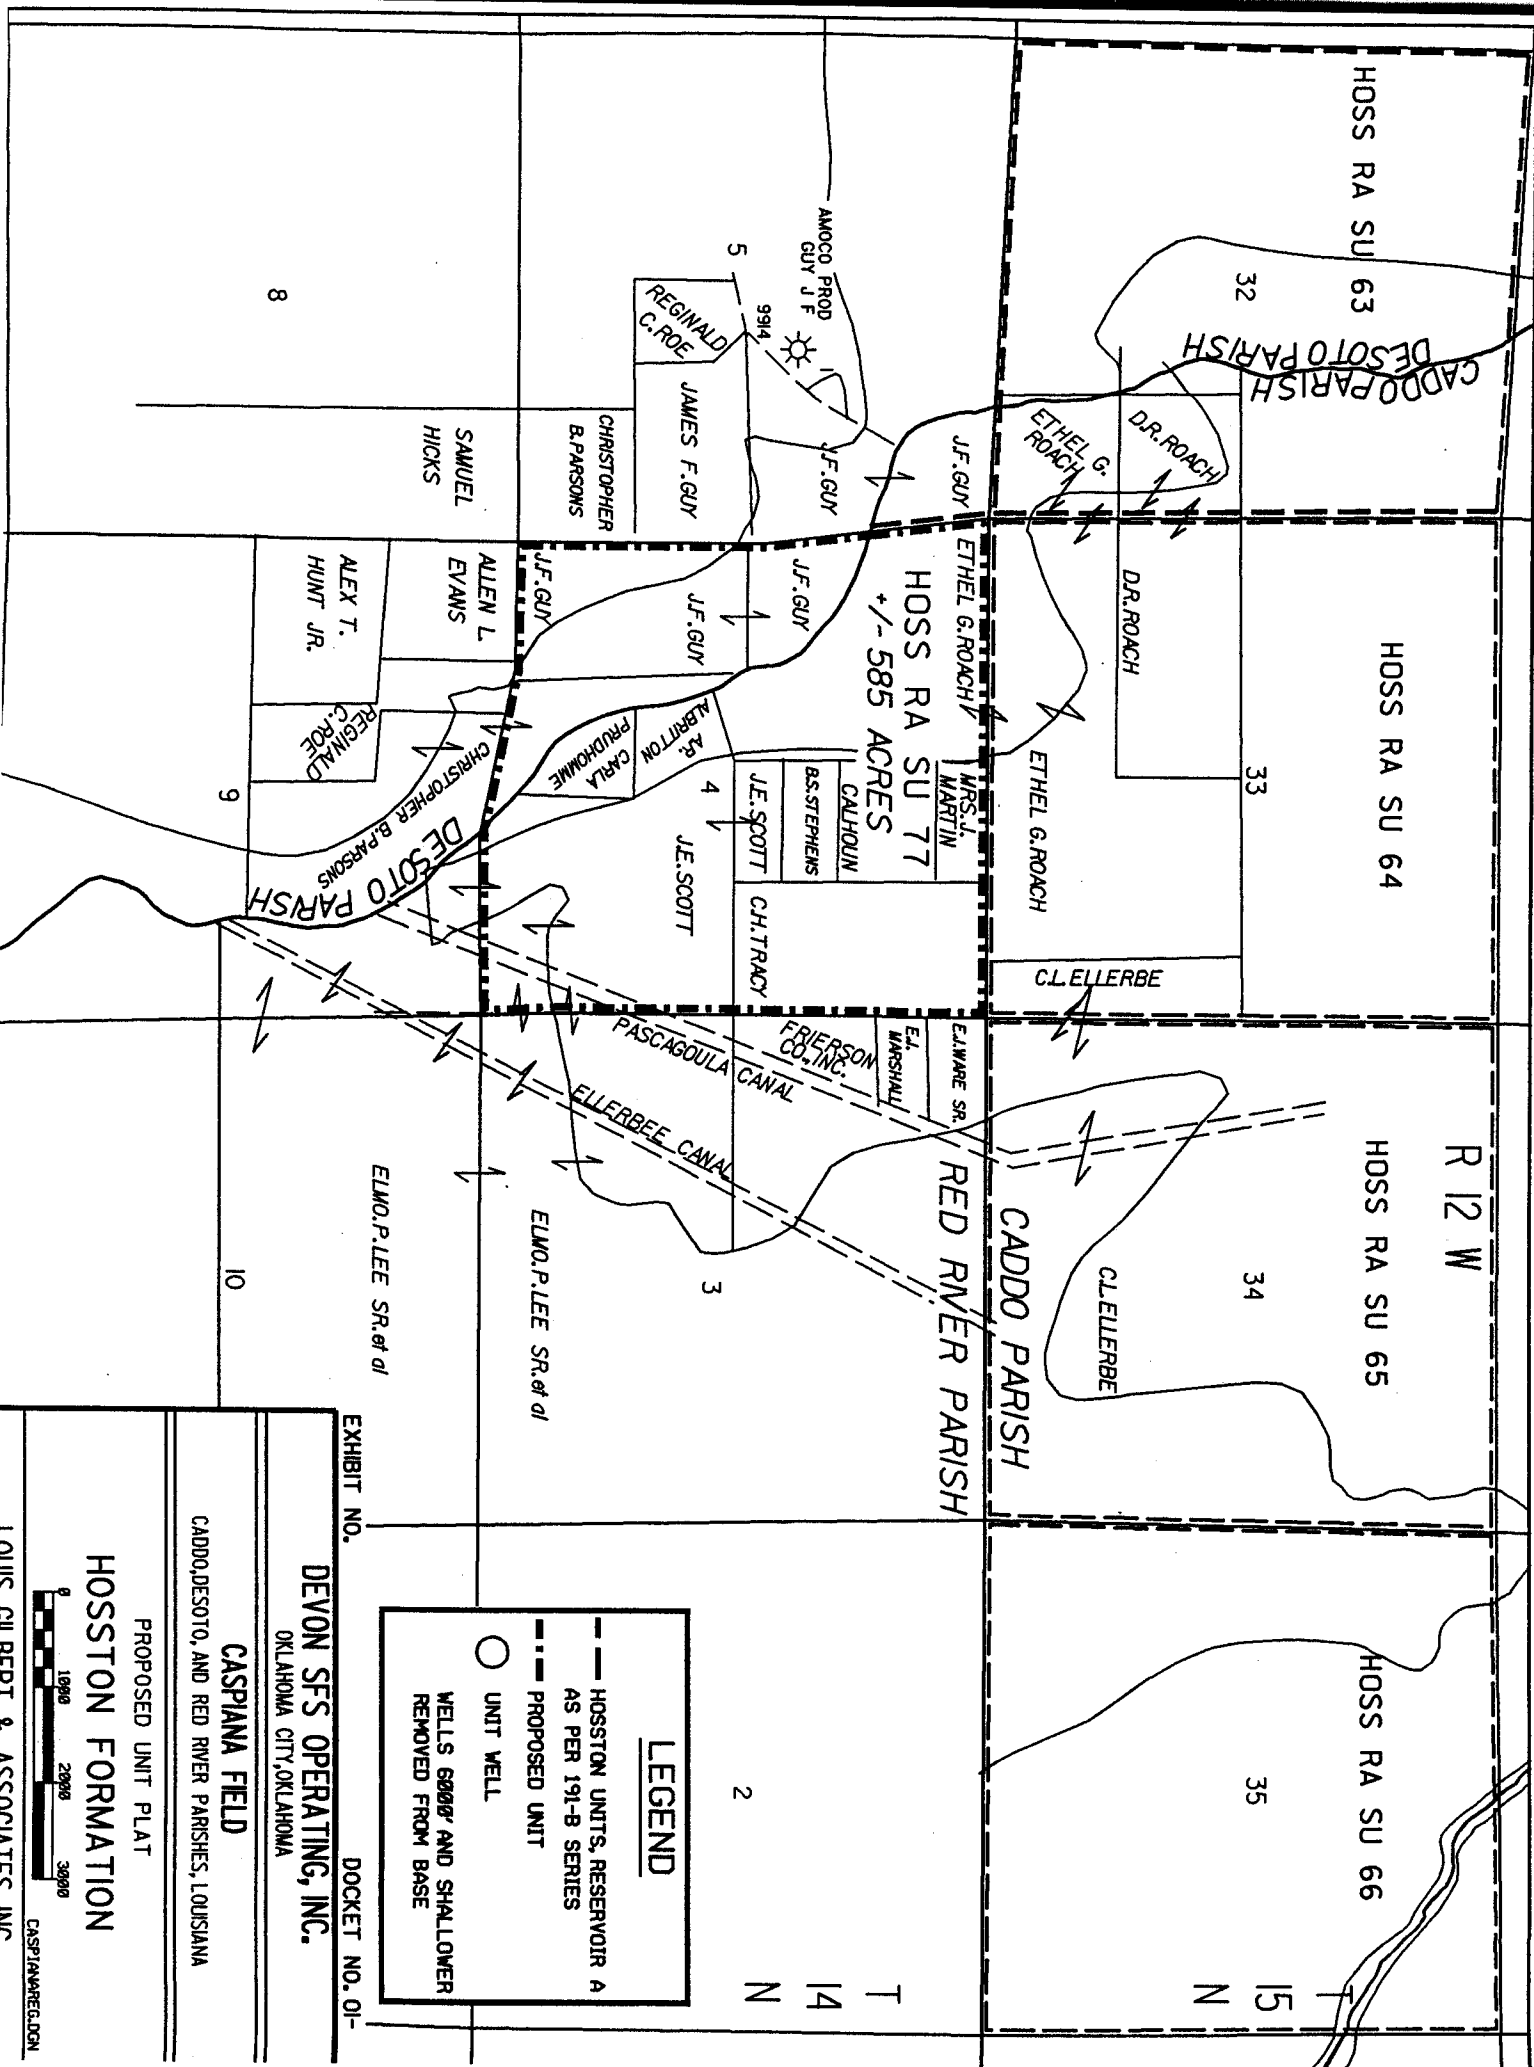 R 12 W
HOSS RA SU 63
HOSS RA SU 64
HOSS RA SU 65
HOSS RA SU 66
32
33
34
35
T
15
N
CADDO PARISH
DESOTO PARISH
D.R.ROACH
ETHEL G.
ROACH
D.R.ROACH
ETHEL G.ROACH
C.L.ELLERBE
C.L.ELLERBE
CADDO PARISH
RED RIVER PARISH
J.F.GUY
ETHEL G.ROACH
MRS.J.
MARTIN
HOSS RA SU 77
+/- 585 ACRES
CALHOUN
B.S.STEPHENS
J.E.SCOTT
C.H.TRACY
E.J.WARE SR.
E.J.
MARSHALL
FRIERSON
CO.,INC.
PASCAGOULA CANAL
ELLERBEE CANAL
AMOCO PROD
GUY J F
1
9914
5
J.F.GUY
J.F.GUY
REGINALD
C.ROE
JAMES F.GUY
J.F.GUY
A.P.
ALBRITTON
4
J.E.SCOTT
3
2
T
14
N
CHRISTOPHER
B.PARSONS
J.F.GUY
CARLA
PRUDHOMME
ELMO.P.LEE SR.et al
SAMUEL
HICKS
ALLEN L.
EVANS
CHRISTOPHER B.PARSONS
DESOTO PARISH
ELMO.P.LEE SR.et al
ALEX T.
HUNT JR.
REGINALD
C.ROE
8
9
10
LEGEND
HOSSTON UNITS, RESERVOIR A
AS PER 191-B SERIES
PROPOSED UNIT
UNIT WELL
WELLS 6000' AND SHALLOWER
REMOVED FROM BASE
EXHIBIT NO.
DOCKET NO. 01-
DEVON SFS OPERATING, INC.
OKLAHOMA CITY,OKLAHOMA
CASPIANA FIELD
CADDO,DESOTO, AND RED RIVER PARISHES, LOUISIANA
PROPOSED UNIT PLAT
HOSSTON FORMATION
0 1000 2000 3000
CASPIANAREG.DGN
LOUIS GILBERT & ASSOCIATES INC